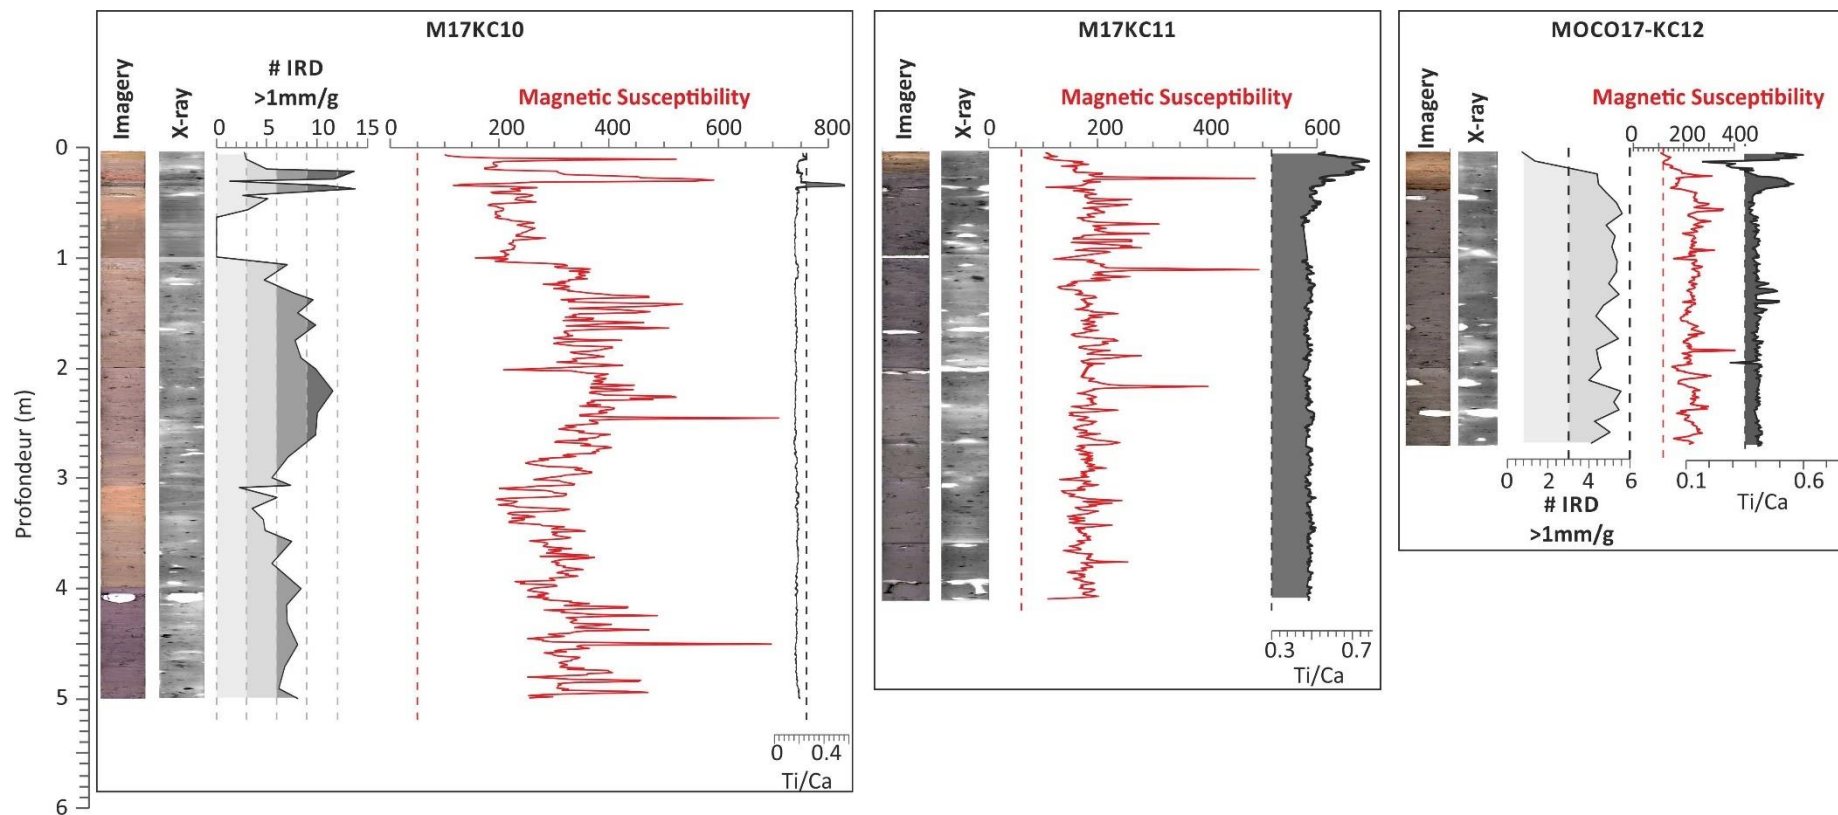 M17KC10
Imagery
X-ray
# IRD
>1mm/g
Magnetic Susceptibility
0 5 10 15 0 200 400 600 800
Profondeur (m)
0
1
2
3
4
5
6
0 0.4
Ti/Ca
M17KC11
Imagery
X-ray
Magnetic Susceptibility
0 200 400 600
0.3 0.7
Ti/Ca
MOCO17-KC12
Imagery
X-ray
Magnetic Susceptibility
0 200 400
0 2 4 6
# IRD
>1mm/g
0.1 0.6
Ti/Ca